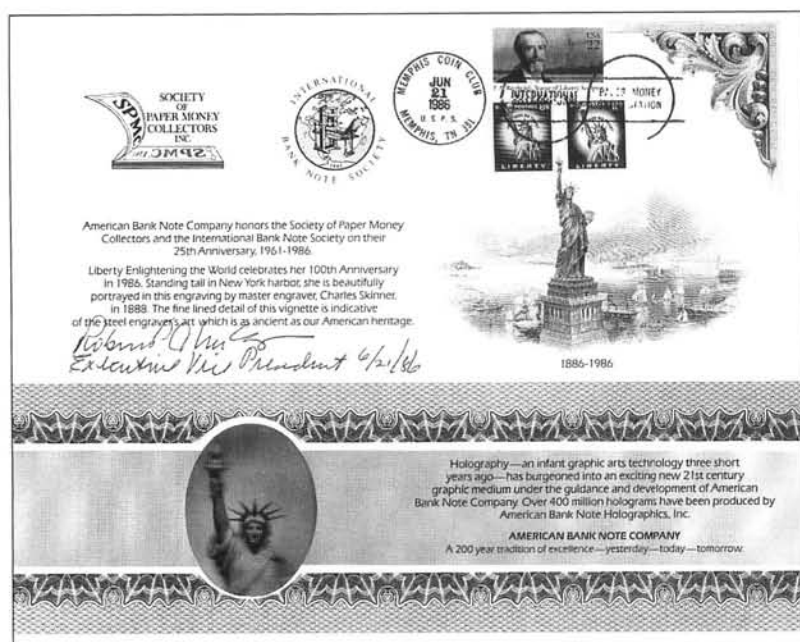 SOCIETY
OF
PAPER MONEY
COLLECTORS
INC.
SPMC
SPMC
INTERNATIONAL
BANK NOTE SOCIETY
1961
MEMPHIS COIN CLUB
JUN
21
1986
U.S.P.S.
MEMPHIS, TN 381
USA
22
INTERNATIONAL
PAPER MONEY
STATION
LIBERTY
LIBERTY
American Bank Note Company honors the Society of Paper Money
Collectors and the International Bank Note Society on their
25th Anniversary, 1961-1986.
Liberty Enlightening the World celebrates her 100th Anniversary
in 1986. Standing tall in New York harbor, she is beautifully
portrayed in this engraving by master engraver, Charles Skinner,
in 1888. The fine lined detail of this vignette is indicative
of the steel engraver's art which is as ancient as our American heritage.
Executive Vice President 6/21/86
1886-1986
Holography—an infant graphic arts technology three short
years ago—has burgeoned into an exciting new 21st century
graphic medium under the guidance and development of American
Bank Note Company. Over 400 million holograms have been produced by
American Bank Note Holographics, Inc.
AMERICAN BANK NOTE COMPANY
A 200 year tradition of excellence—yesterday—today—tomorrow.